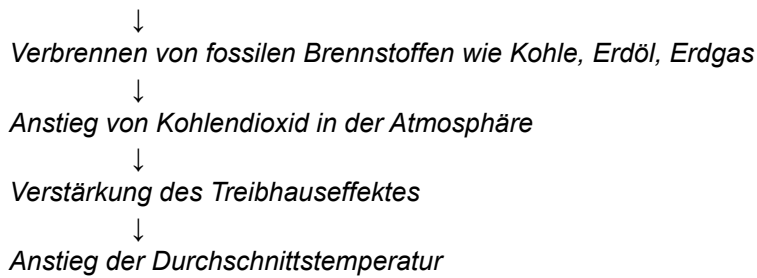 ↓
Verbrennen von fossilen Brennstoffen wie Kohle, Erdöl, Erdgas
↓
Anstieg von Kohlendioxid in der Atmosphäre
↓
Verstärkung des Treibhauseffektes
↓
Anstieg der Durchschnittstemperatur